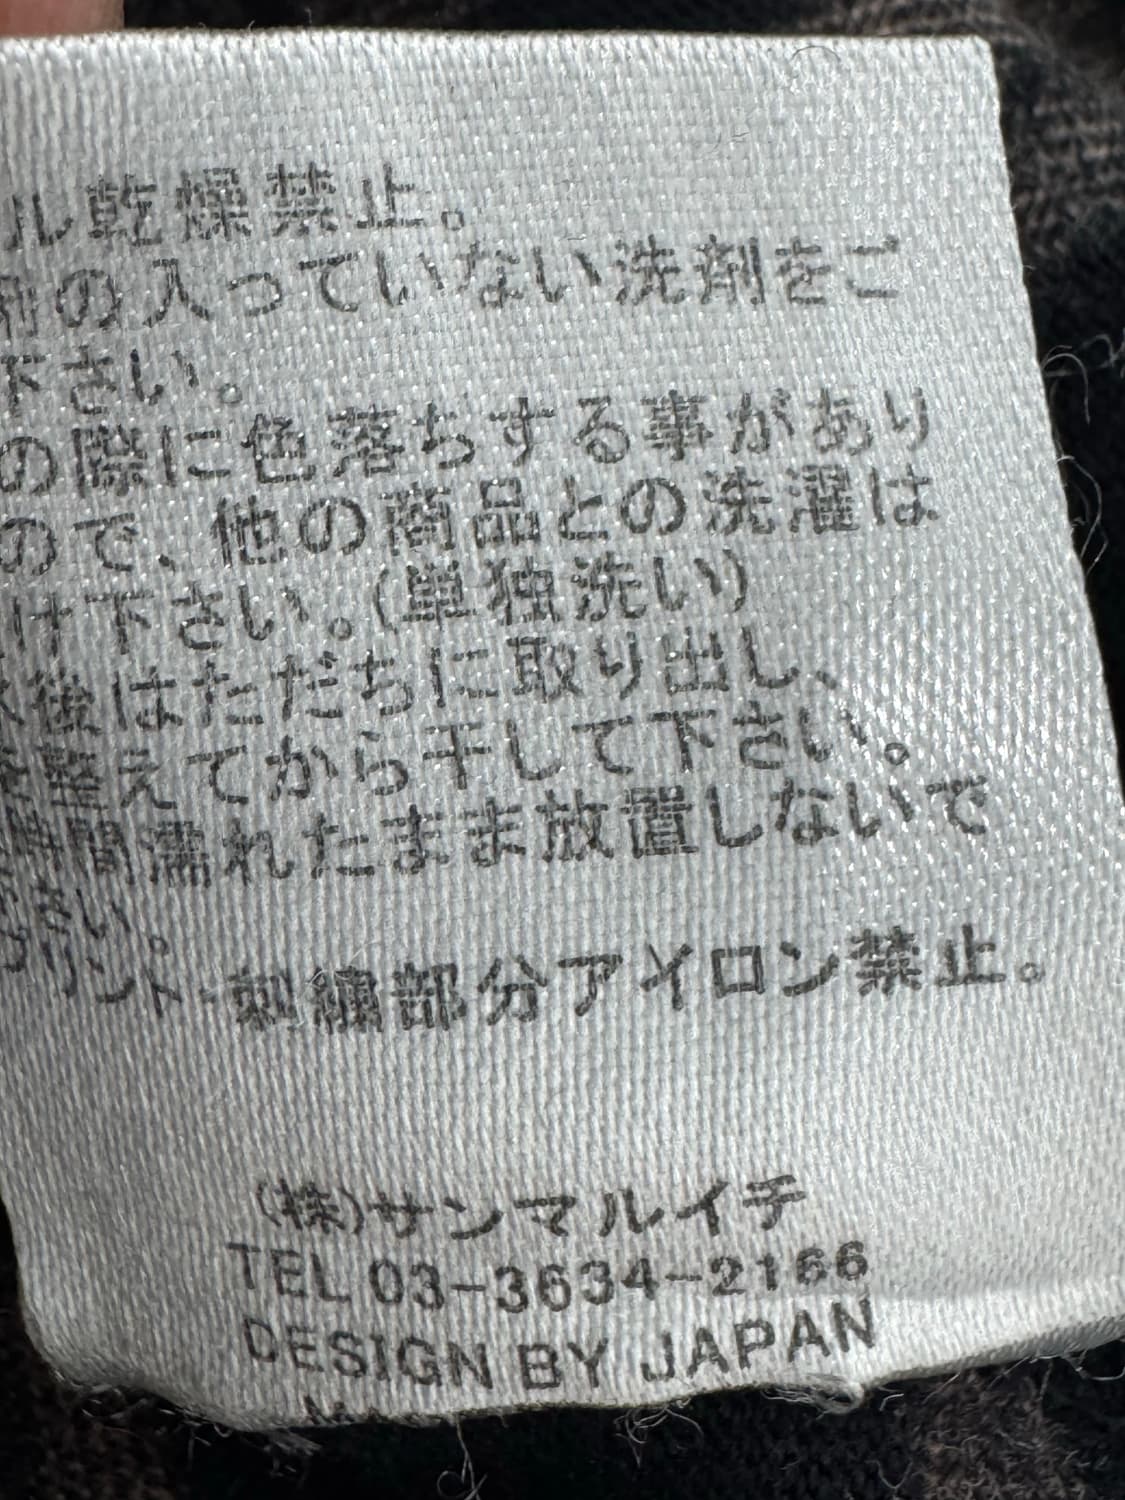 ル乾燥禁止。
剤の入っていない洗剤をご
下さい。
の際に色落ちする事があり
ので、他の商品との洗濯は
け下さい。(単独洗い)
後はただちに取り出し、
を整えてから干して下さい。
時間濡れたまま放置しないで
下さい。
プリント・刺繍部分アイロン禁止。
(株)サンマルイチ
TEL 03-3634-2166
DESIGN BY JAPAN